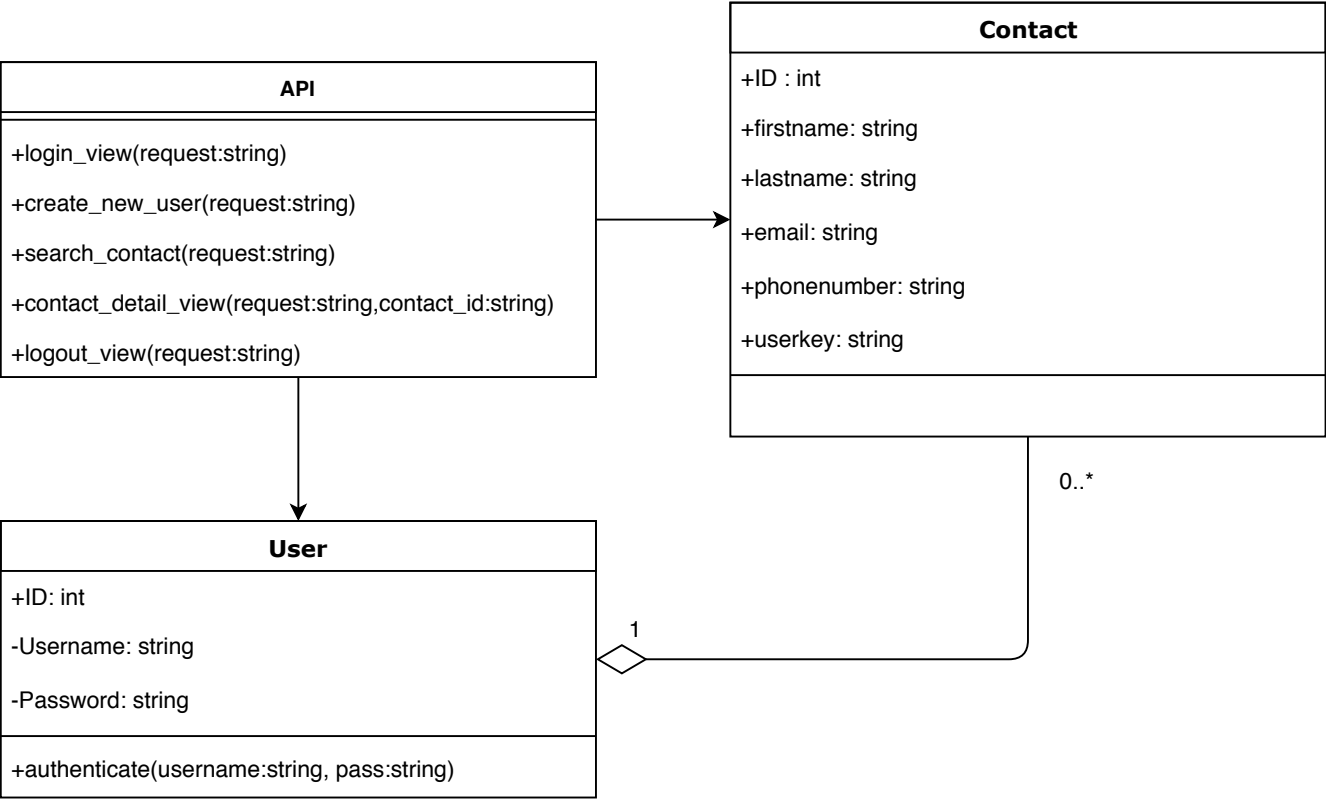 API
+login_view(request:string)
+create_new_user(request:string)
+search_contact(request:string)
+contact_detail_view(request:string,contact_id:string)
+logout_view(request:string)
Contact
+ID : int
+firstname: string
+lastname: string
+email: string
+phonenumber: string
+userkey: string
0..*
1
User
+ID: int
-Username: string
-Password: string
+authenticate(username:string, pass:string)